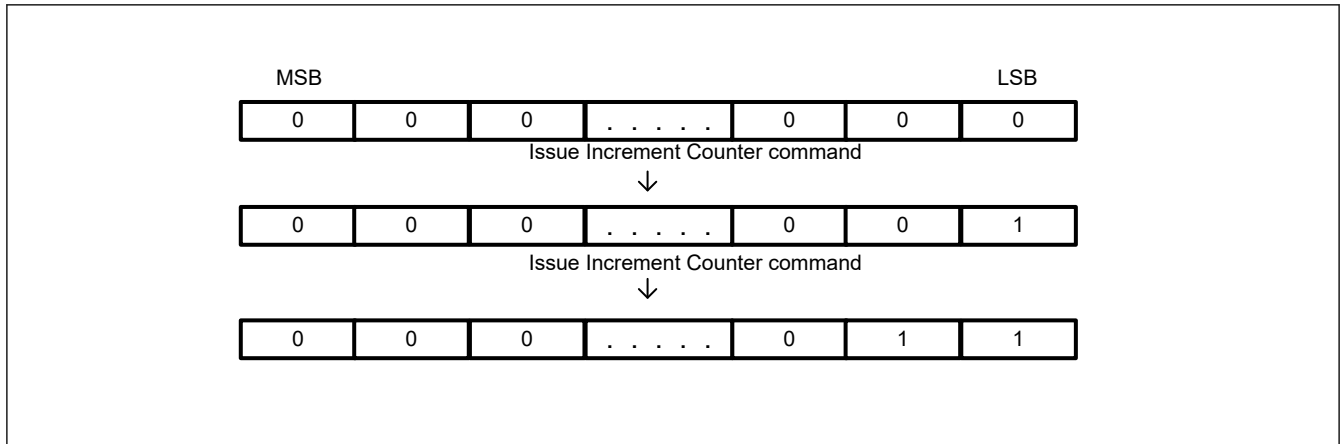 MSB LSB
0 0 0 . . . . . 0 0 0
Issue Increment Counter command
↓
0 0 0 . . . . . 0 0 1
Issue Increment Counter command
↓
0 0 0 . . . . . 0 1 1